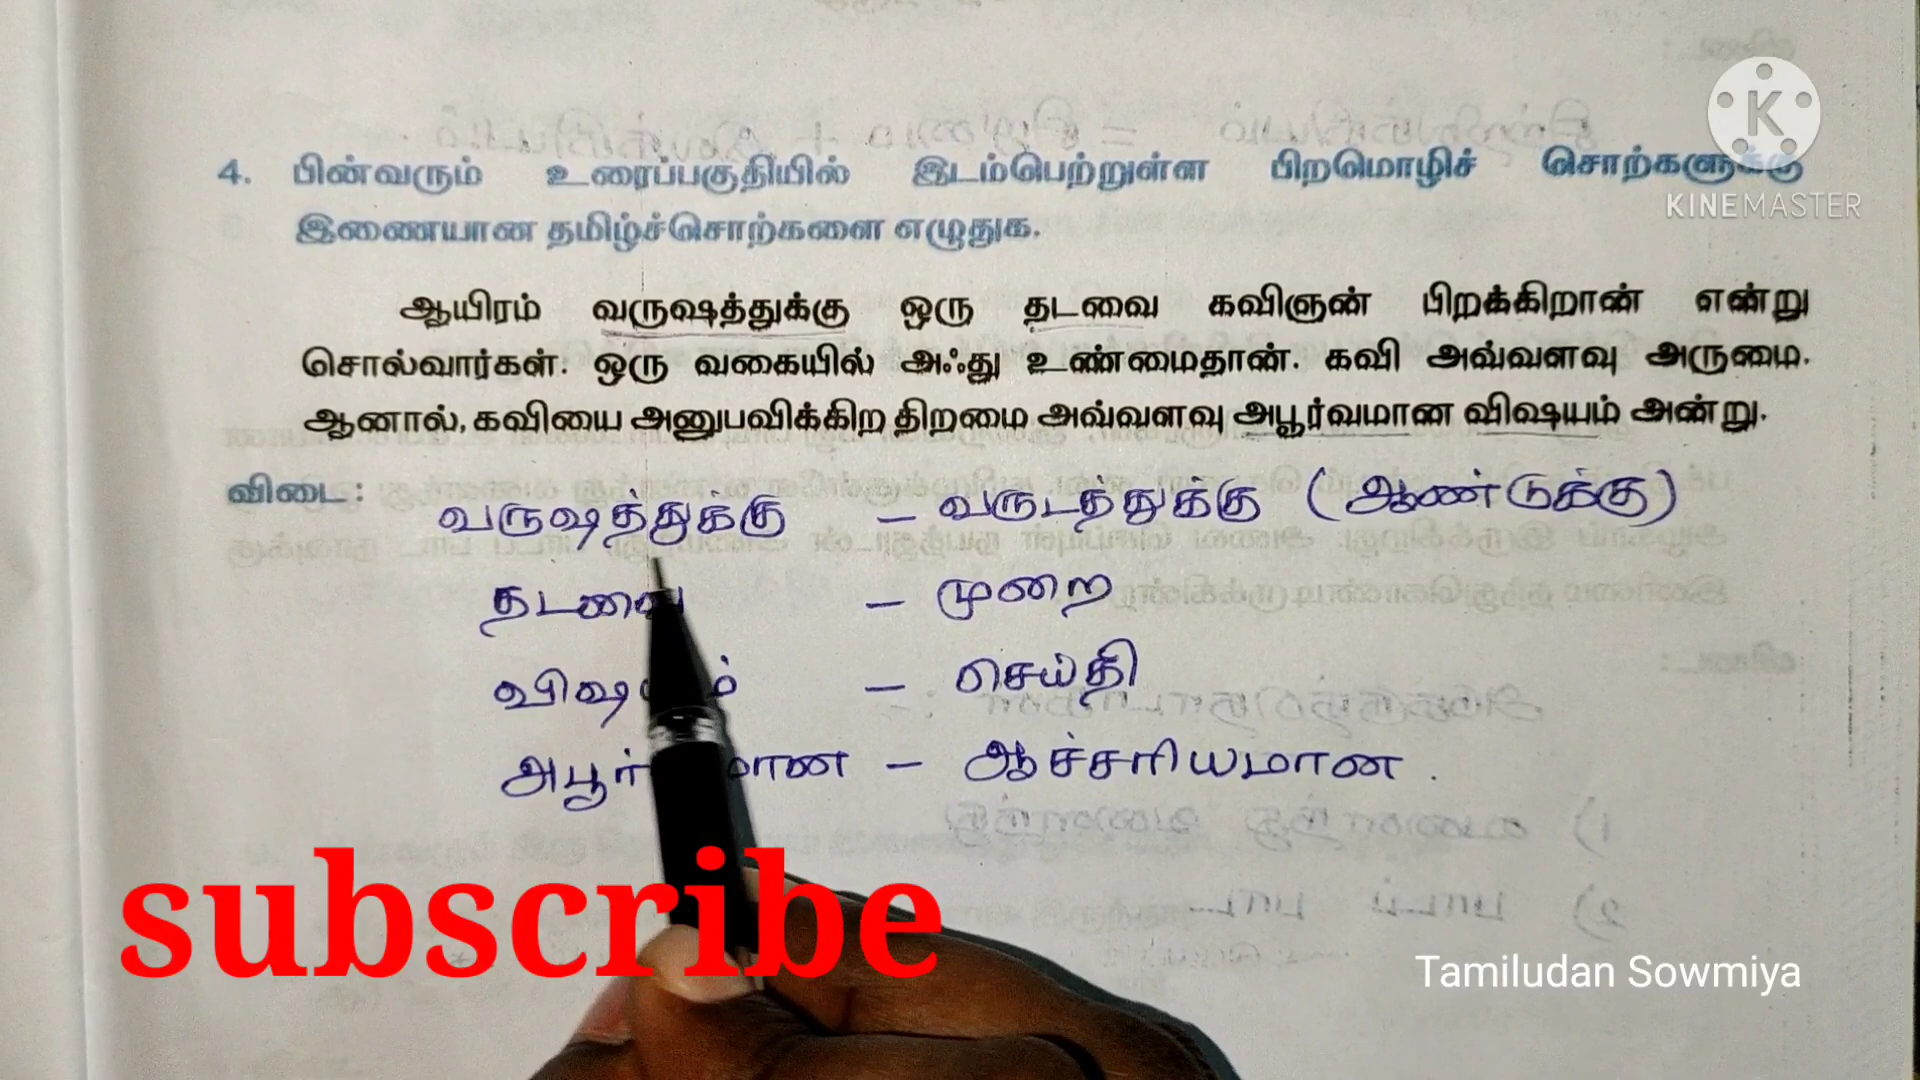 4. பின்வரும் உரைப்பகுதியில் இடம்பெற்றுள்ள பிறமொழிச் சொற்களுக்கு
இணையான தமிழ்ச்சொற்களை எழுதுக.
ஆயிரம் வருஷத்துக்கு ஒரு தடவை கவிஞன் பிறக்கிறான் என்று
சொல்வார்கள். ஒரு வகையில் அஃது உண்மைதான். கவி அவ்வளவு அருமை.
ஆனால், கவியை அனுபவிக்கிற திறமை அவ்வளவு அபூர்வமான விஷயம் அன்று.
விடை :
வருஷத்துக்கு – வருடத்துக்கு (ஆண்டுக்கு)
தடவை – முறை
– செய்தி
– ஆச்சரியமான .
subscribe
Tamiludan Sowmiya
K
KINEMASTER